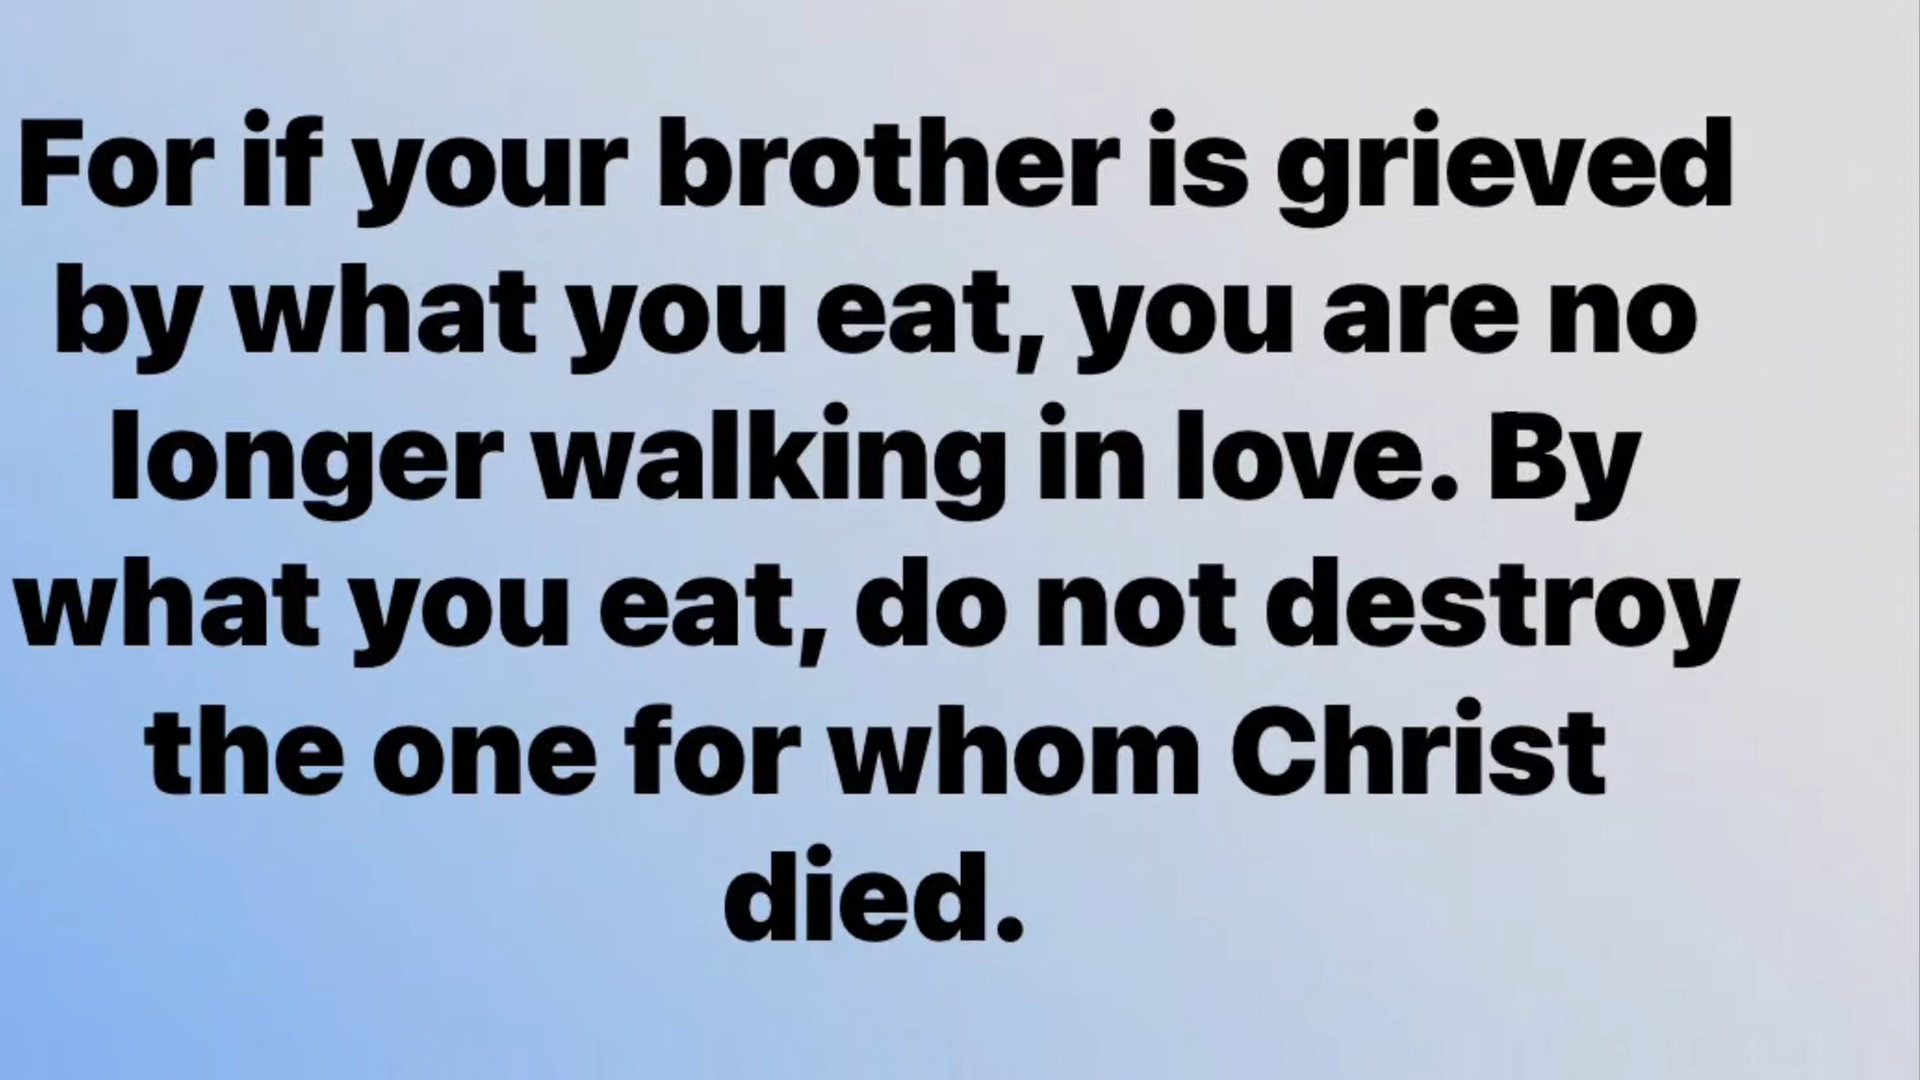 For if your brother is grieved
by what you eat, you are no
longer walking in love. By
what you eat, do not destroy
the one for whom Christ
died.